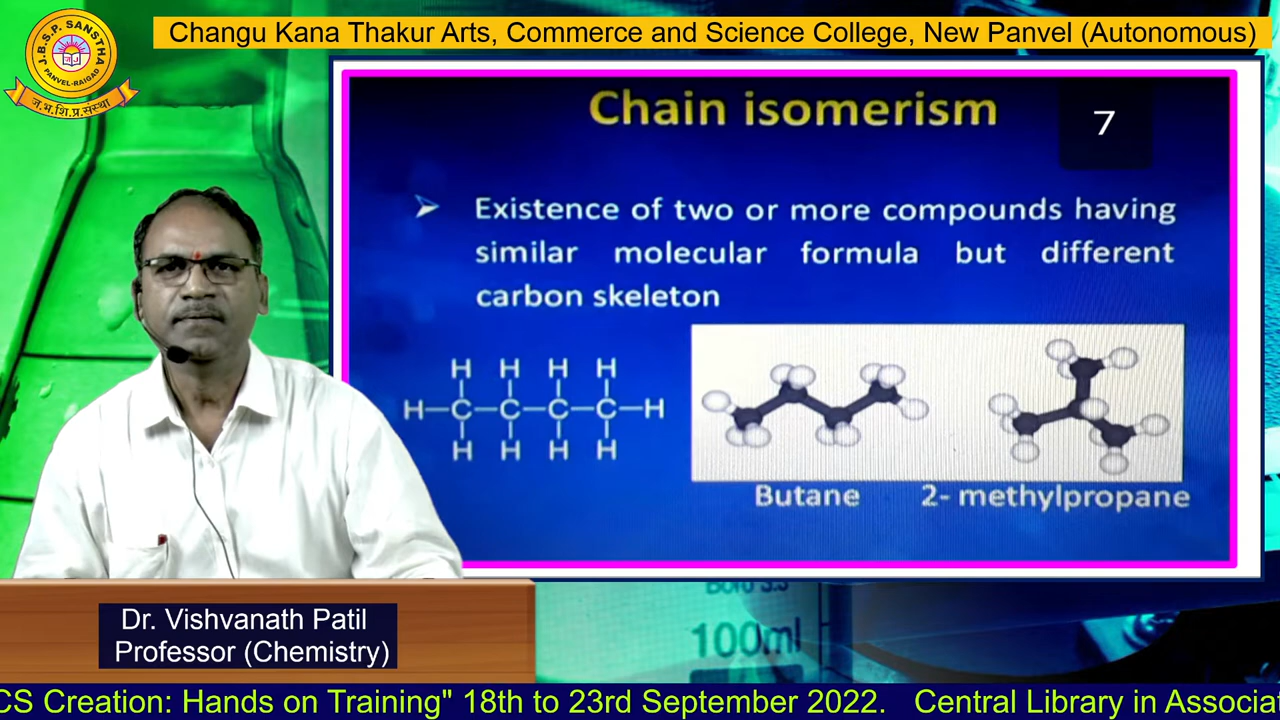 J.B.S.P. SANSTHA
PANVEL-RAIGAD
ज.भ.शि.प्र.संस्था
Changu Kana Thakur Arts, Commerce and Science College, New Panvel (Autonomous)
Chain isomerism
7
Existence of two or more compounds having
similar molecular formula but different
carbon skeleton
H H H H
H-C-C-C-C-H
H H H H
Butane
2- methylpropane
100ml
Dr. Vishvanath Patil
Professor (Chemistry)
CS Creation: Hands on Training" 18th to 23rd September 2022. Central Library in Associa